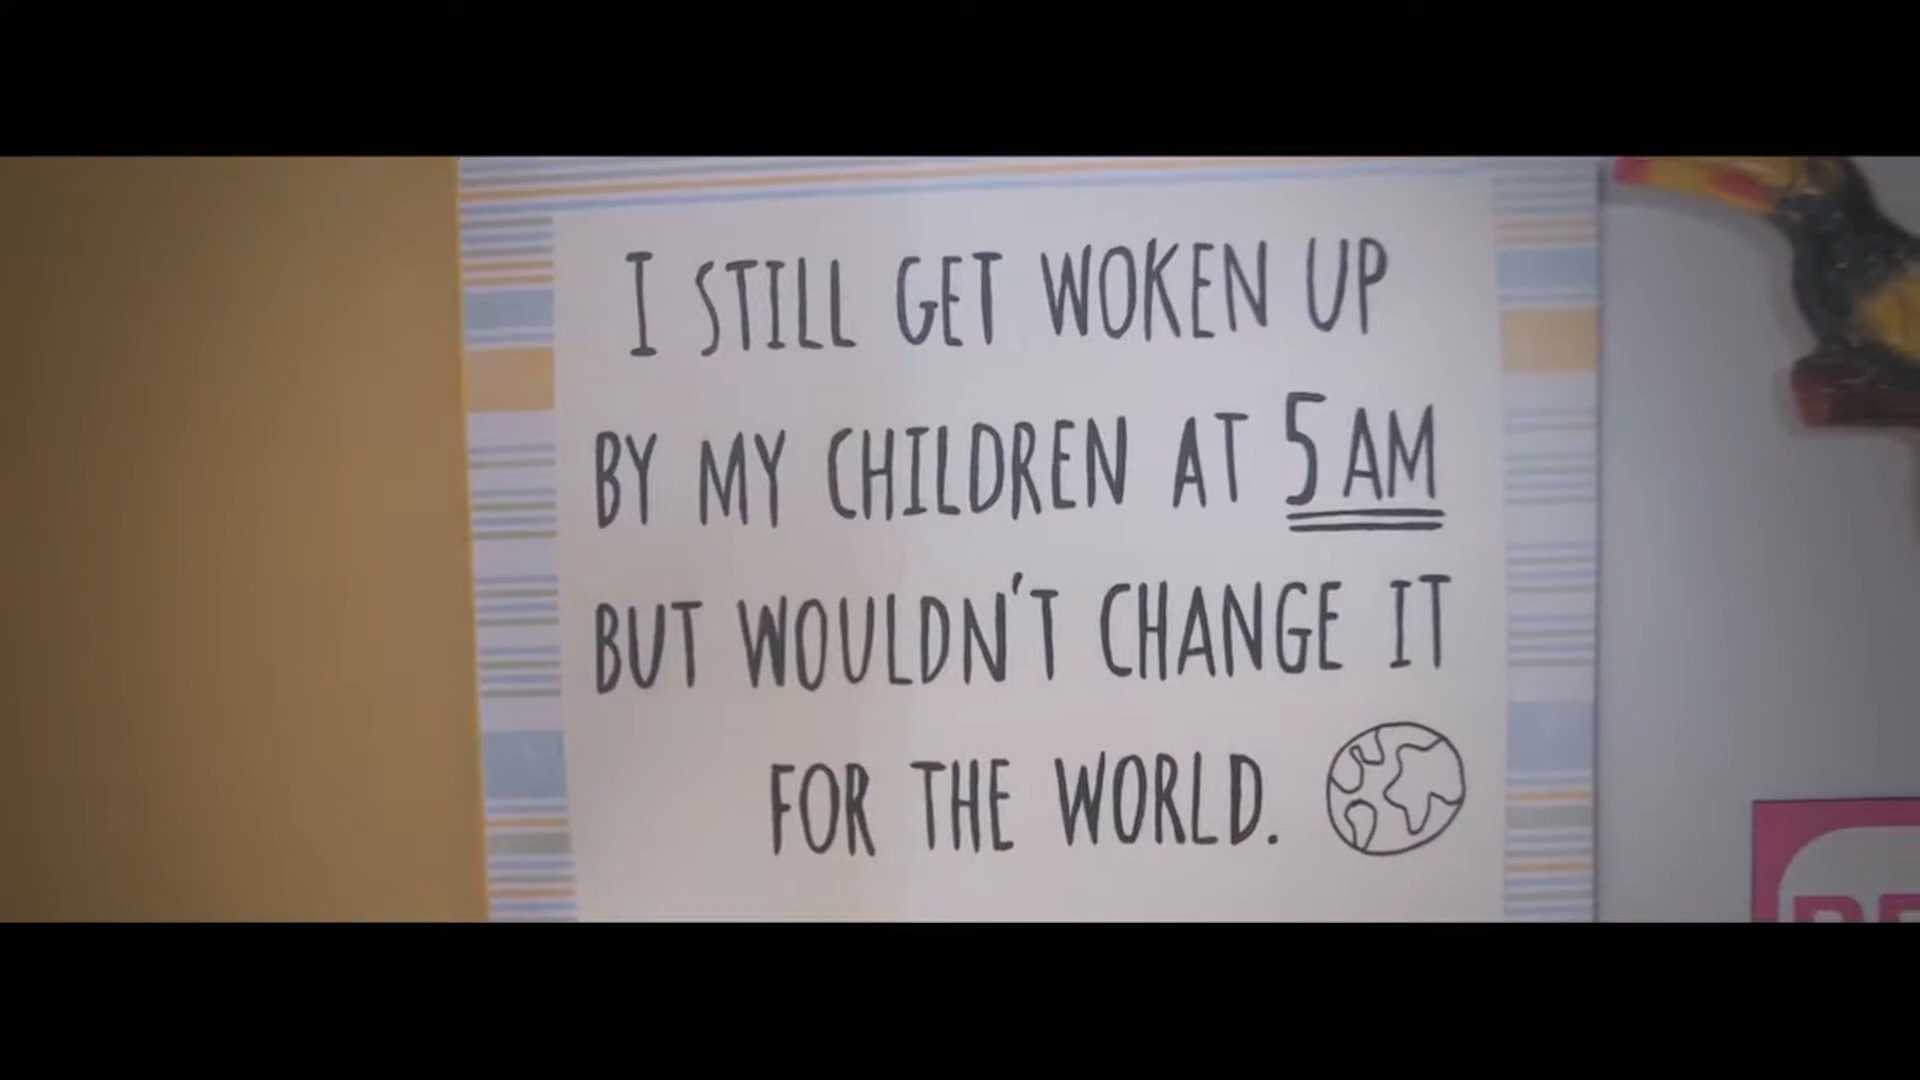 I STILL GET WOKEN UP
BY MY CHILDREN AT 5 AM
BUT WOULDN'T CHANGE IT
FOR THE WORLD.